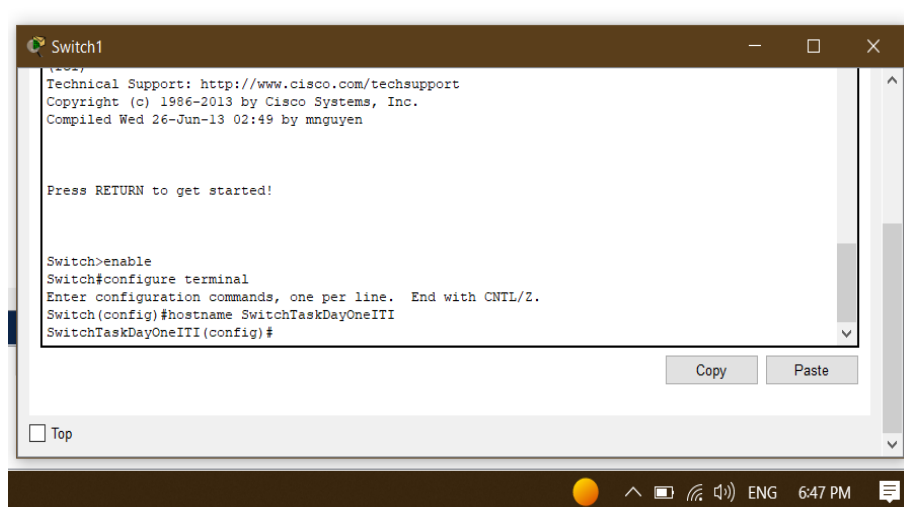 Switch1
Technical Support: http://www.cisco.com/techsupport
Copyright (c) 1986-2013 by Cisco Systems, Inc.
Compiled Wed 26-Jun-13 02:49 by mnguyen
Press RETURN to get started!
Switch>enable
Switch#configure terminal
Enter configuration commands, one per line.  End with CNTL/Z.
Switch(config)#hostname SwitchTaskDayOneITI
SwitchTaskDayOneITI(config)#
Copy Paste
Top
ENG 6:47 PM